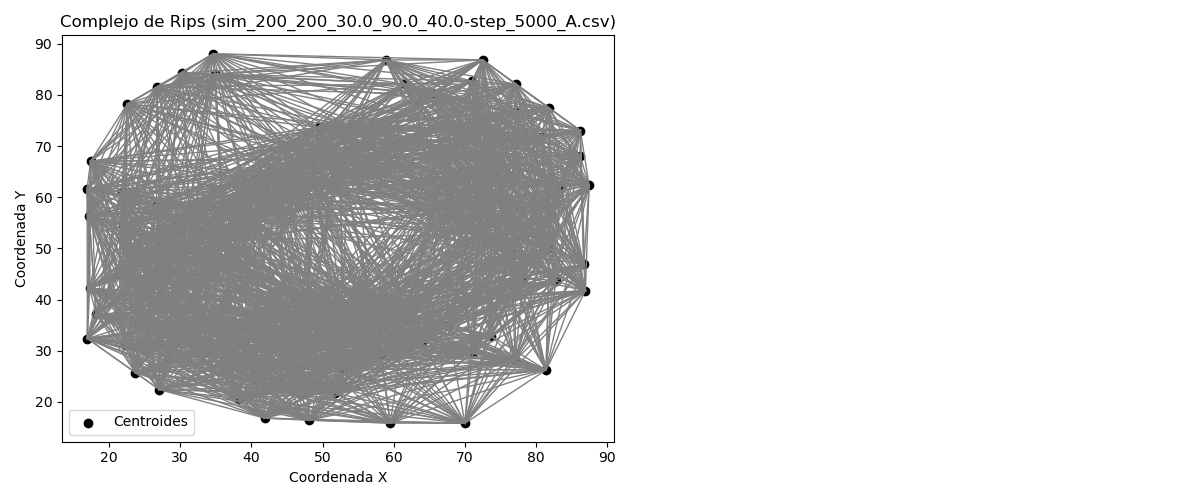 Complejo de Rips (sim_200_200_30.0_90.0_40.0-step_5000_A.csv)
90
80
70
60
50
40
30
20
Coordenada Y
Centroides
20 30 40 50 60 70 80 90
Coordenada X